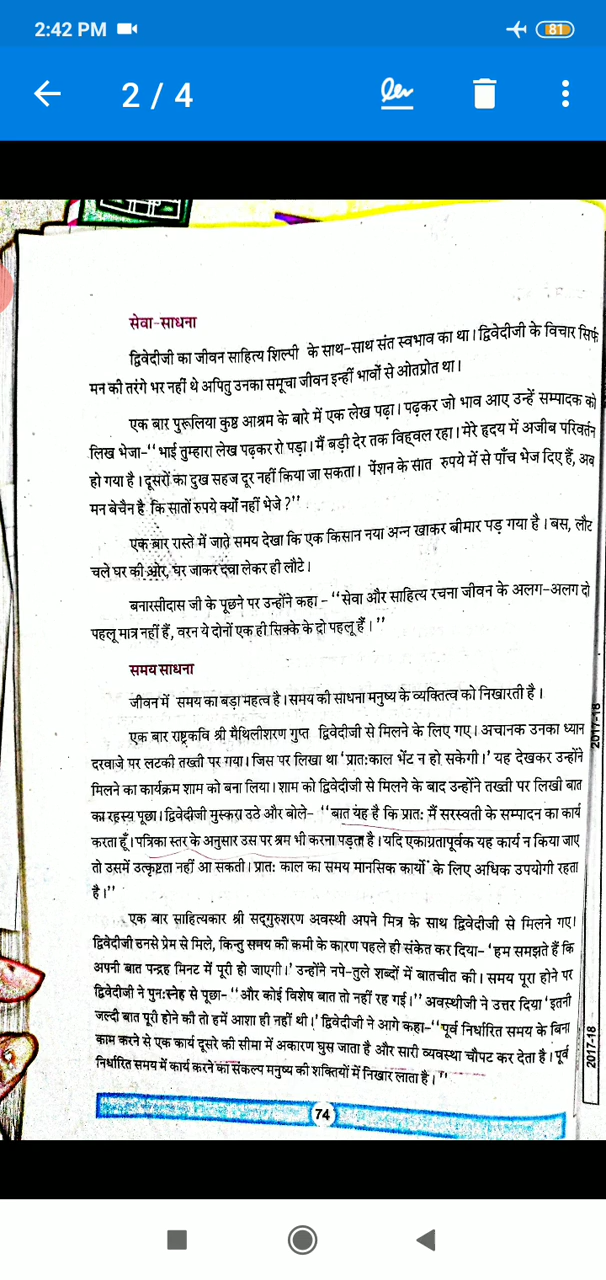 2:42 PM
81
2 / 4
सेवा-साधना
द्विवेदीजी का जीवन साहित्य शिल्पी के साथ-साथ संत स्वभाव का था। द्विवेदीजी के विचार सिर्फ
मन की तरंगे भर नहीं थे अपितु उनका समूचा जीवन इन्हीं भावों से ओतप्रोत था।
एक बार पुरूलिया कुष्ठ आश्रम के बारे में एक लेख पढ़ा। पढ़कर जो भाव आए उन्हें सम्पादक को
लिख भेजा-‘‘भाई तुम्हारा लेख पढ़कर रो पड़ा। मैं बड़ी देर तक विह्वल रहा। मेरे हृदय में अजीब परिवर्तन
हो गया है। दूसरों का दुख सहज दूर नहीं किया जा सकता। पेंशन के सात रुपये में से पाँच भेज दिए हैं, अब
मन बेचैन है कि सातों रुपये क्यों नहीं भेजे?’’
एक बार रास्ते में जाते समय देखा कि एक किसान नया अन्न खाकर बीमार पड़ गया है। बस, लौट
चले घर की ओर, घर जाकर दवा लेकर ही लौटे।
बनारसीदास जी के पूछने पर उन्होंने कहा - ‘‘सेवा और साहित्य रचना जीवन के अलग-अलग दो
पहलू मात्र नहीं हैं, वरन ये दोनों एक ही सिक्के के दो पहलू हैं।’’
समय साधना
जीवन में समय का बड़ा महत्व है। समय की साधना मनुष्य के व्यक्तित्व को निखारती है।
एक बार राष्ट्रकवि श्री मैथिलीशरण गुप्त द्विवेदीजी से मिलने के लिए गए। अचानक उनका ध्यान
दरवाजे पर लटकी तख्ती पर गया। जिस पर लिखा था ‘प्रात:काल भेंट न हो सकेगी।’ यह देखकर उन्होंने
मिलने का कार्यक्रम शाम को बना लिया। शाम को द्विवेदीजी से मिलने के बाद उन्होंने तख्ती पर लिखी बात
का रहस्य पूछा। द्विवेदीजी मुस्करा उठे और बोले- ‘‘बात यह है कि प्रात: मैं सरस्वती के सम्पादन का कार्य
करता हूँ। पत्रिका स्तर के अनुसार उस पर श्रम भी करना पड़ता है। यदि एकाग्रतापूर्वक यह कार्य न किया जाए
तो उसमें उत्कृष्टता नहीं आ सकती। प्रात: काल का समय मानसिक कार्यों के लिए अधिक उपयोगी रहता
है।’’
एक बार साहित्यकार श्री सद्गुरुशरण अवस्थी अपने मित्र के साथ द्विवेदीजी से मिलने गए।
द्विवेदीजी उनसे प्रेम से मिले, किन्तु समय की कमी के कारण पहले ही संकेत कर दिया- ‘हम समझते हैं कि
अपनी बात पन्द्रह मिनट में पूरी हो जाएगी।’ उन्होंने नपे-तुले शब्दों में बातचीत की। समय पूरा होने पर
द्विवेदीजी ने पुन:स्नेह से पूछा- ‘‘और कोई विशेष बात तो नहीं रह गई।’’ अवस्थीजी ने उत्तर दिया ‘इतनी
जल्दी बात पूरी होने की तो हमें आशा ही नहीं थी।’ द्विवेदीजी ने आगे कहा-‘‘पूर्व निर्धारित समय के बिना
काम करने से एक कार्य दूसरे की सीमा में अकारण घुस जाता है और सारी व्यवस्था चौपट कर देता है। पूर्व
निर्धारित समय में कार्य करने का संकल्प मनुष्य की शक्तियों में निखार लाता है।’’
74
2017-18
2017-18